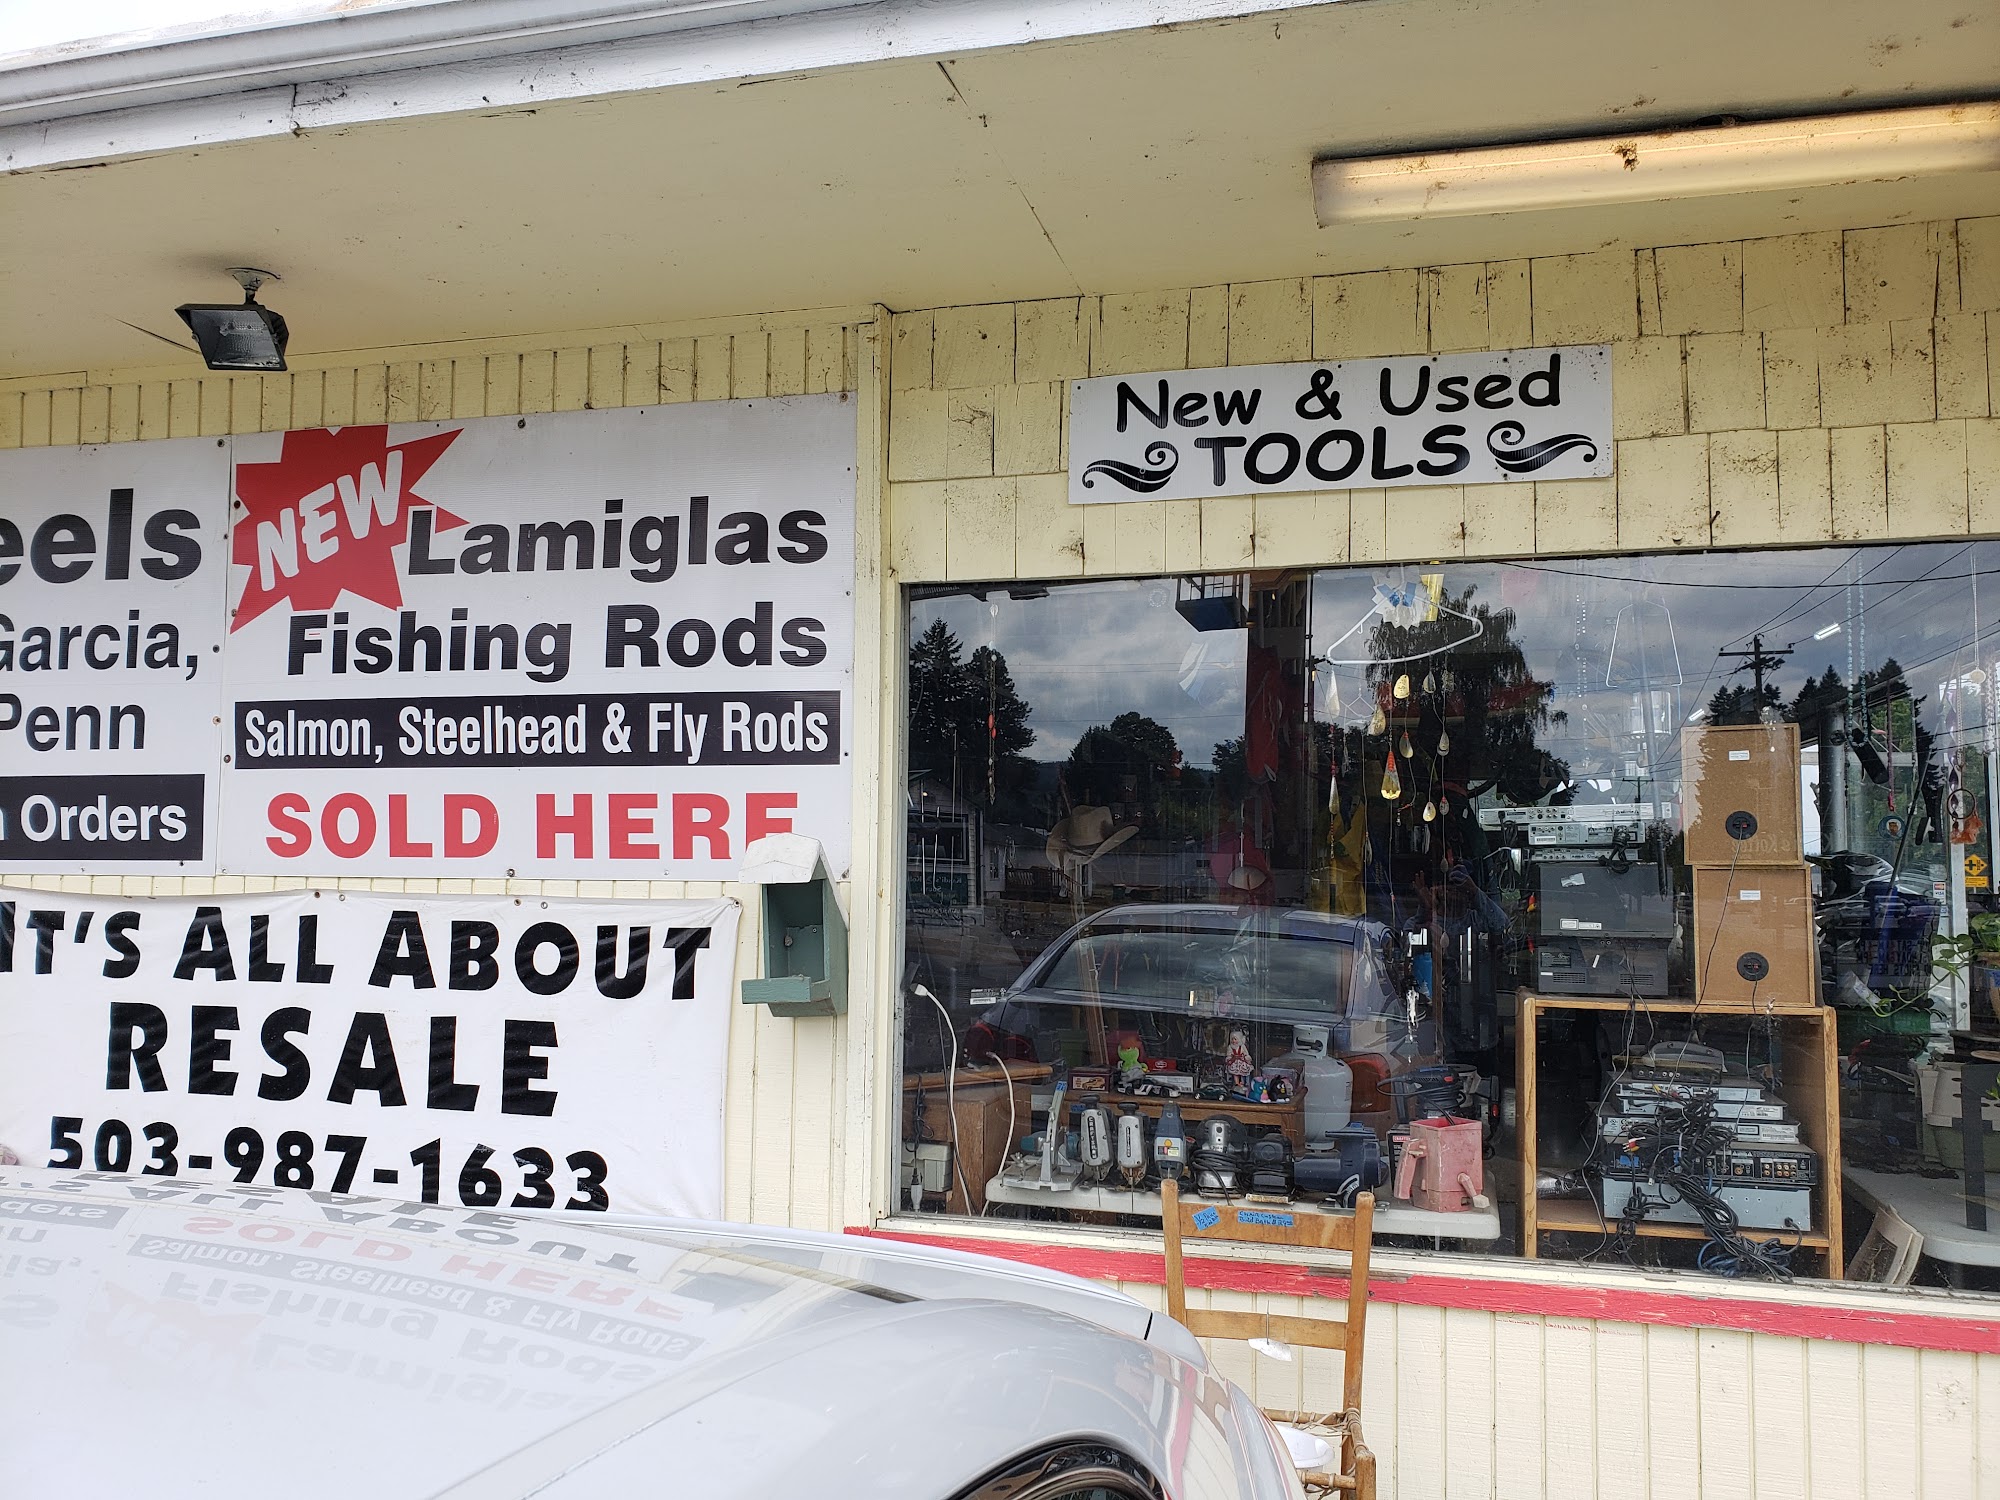 eels
Garcia,
Penn
Orders
NEW
Lamiglas
Fishing Rods
Salmon, Steelhead & Fly Rods
SOLD HERE
IT'S ALL ABOUT
RESALE
503-987-1633
New & Used
TOOLS